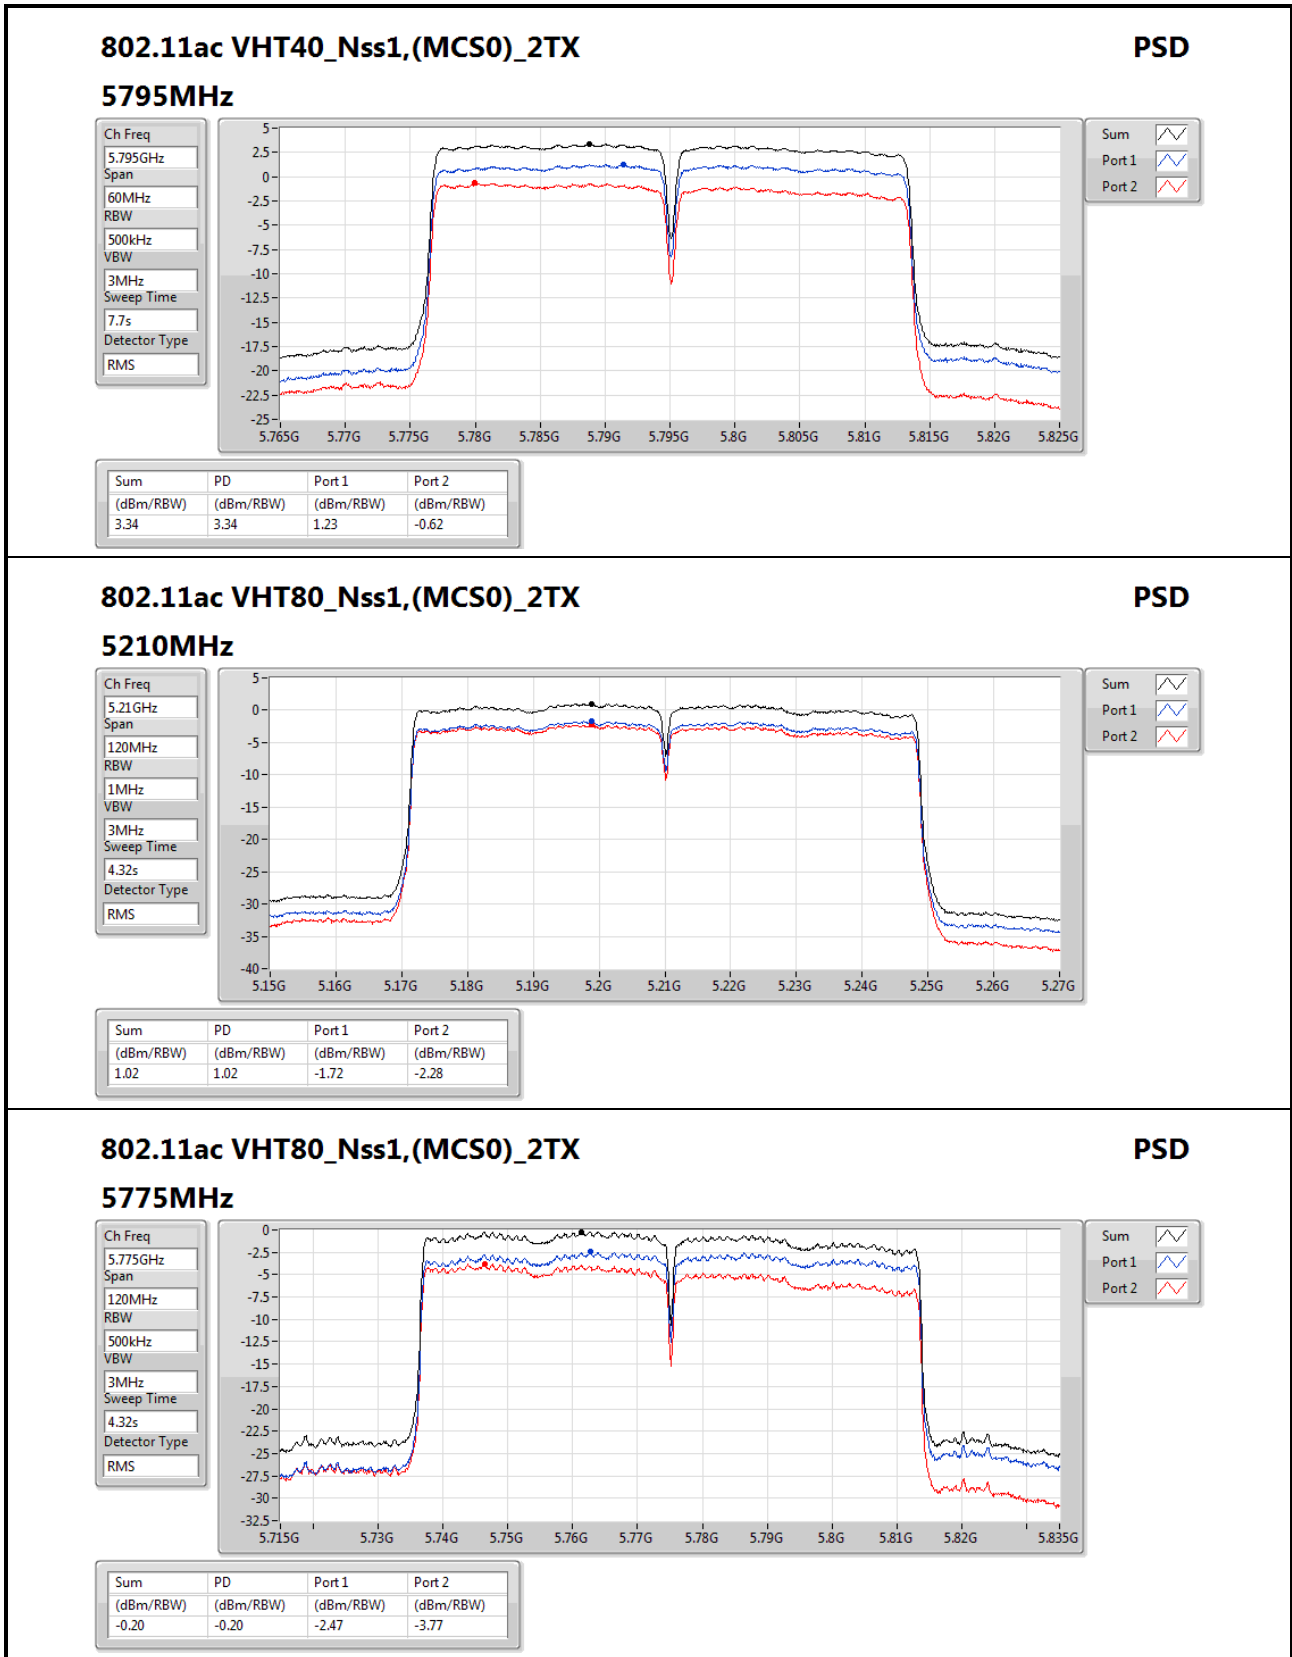 802.11ac VHT40_Nss1,(MCS0)_2TX PSD
5795MHz
Ch Freq
5.795GHz
Span
60MHz
RBW
500kHz
VBW
3MHz
Sweep Time
7.7s
Detector Type
RMS
5
2.5
0
-2.5
-5
-7.5
-10
-12.5
-15
-17.5
-20
-22.5
-25
5.765G 5.77G 5.775G 5.78G 5.785G 5.79G 5.795G 5.8G 5.805G 5.81G 5.815G 5.82G 5.825G
Sum
Port 1
Port 2
Sum PD Port 1 Port 2
(dBm/RBW) (dBm/RBW) (dBm/RBW) (dBm/RBW)
3.34 3.34 1.23 -0.62
802.11ac VHT80_Nss1,(MCS0)_2TX PSD
5210MHz
Ch Freq
5.21GHz
Span
120MHz
RBW
1MHz
VBW
3MHz
Sweep Time
4.32s
Detector Type
RMS
5
0
-5
-10
-15
-20
-25
-30
-35
-40
5.15G 5.16G 5.17G 5.18G 5.19G 5.2G 5.21G 5.22G 5.23G 5.24G 5.25G 5.26G 5.27G
Sum
Port 1
Port 2
Sum PD Port 1 Port 2
(dBm/RBW) (dBm/RBW) (dBm/RBW) (dBm/RBW)
1.02 1.02 -1.72 -2.28
802.11ac VHT80_Nss1,(MCS0)_2TX PSD
5775MHz
Ch Freq
5.775GHz
Span
120MHz
RBW
500kHz
VBW
3MHz
Sweep Time
4.32s
Detector Type
RMS
0
-2.5
-5
-7.5
-10
-12.5
-15
-17.5
-20
-22.5
-25
-27.5
-30
-32.5
5.715G 5.73G 5.74G 5.75G 5.76G 5.77G 5.78G 5.79G 5.8G 5.81G 5.82G 5.835G
Sum
Port 1
Port 2
Sum PD Port 1 Port 2
(dBm/RBW) (dBm/RBW) (dBm/RBW) (dBm/RBW)
-0.20 -0.20 -2.47 -3.77